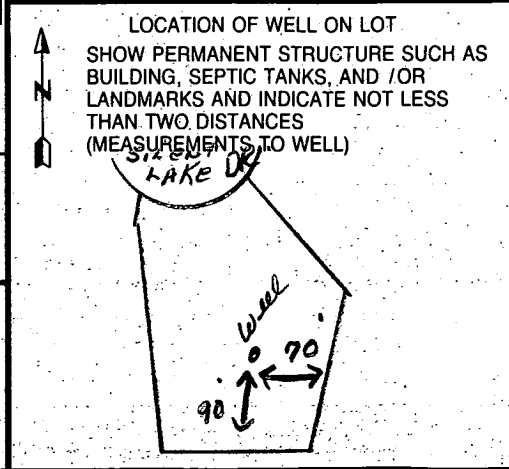 LOCATION OF WELL ON LOT
SHOW PERMANENT STRUCTURE SUCH AS
BUILDING, SEPTIC TANKS, AND /OR
LANDMARKS AND INDICATE NOT LESS
THAN TWO DISTANCES
(MEASUREMENTS TO WELL)
N
SILENT
LAKE DR.
Well
70
90